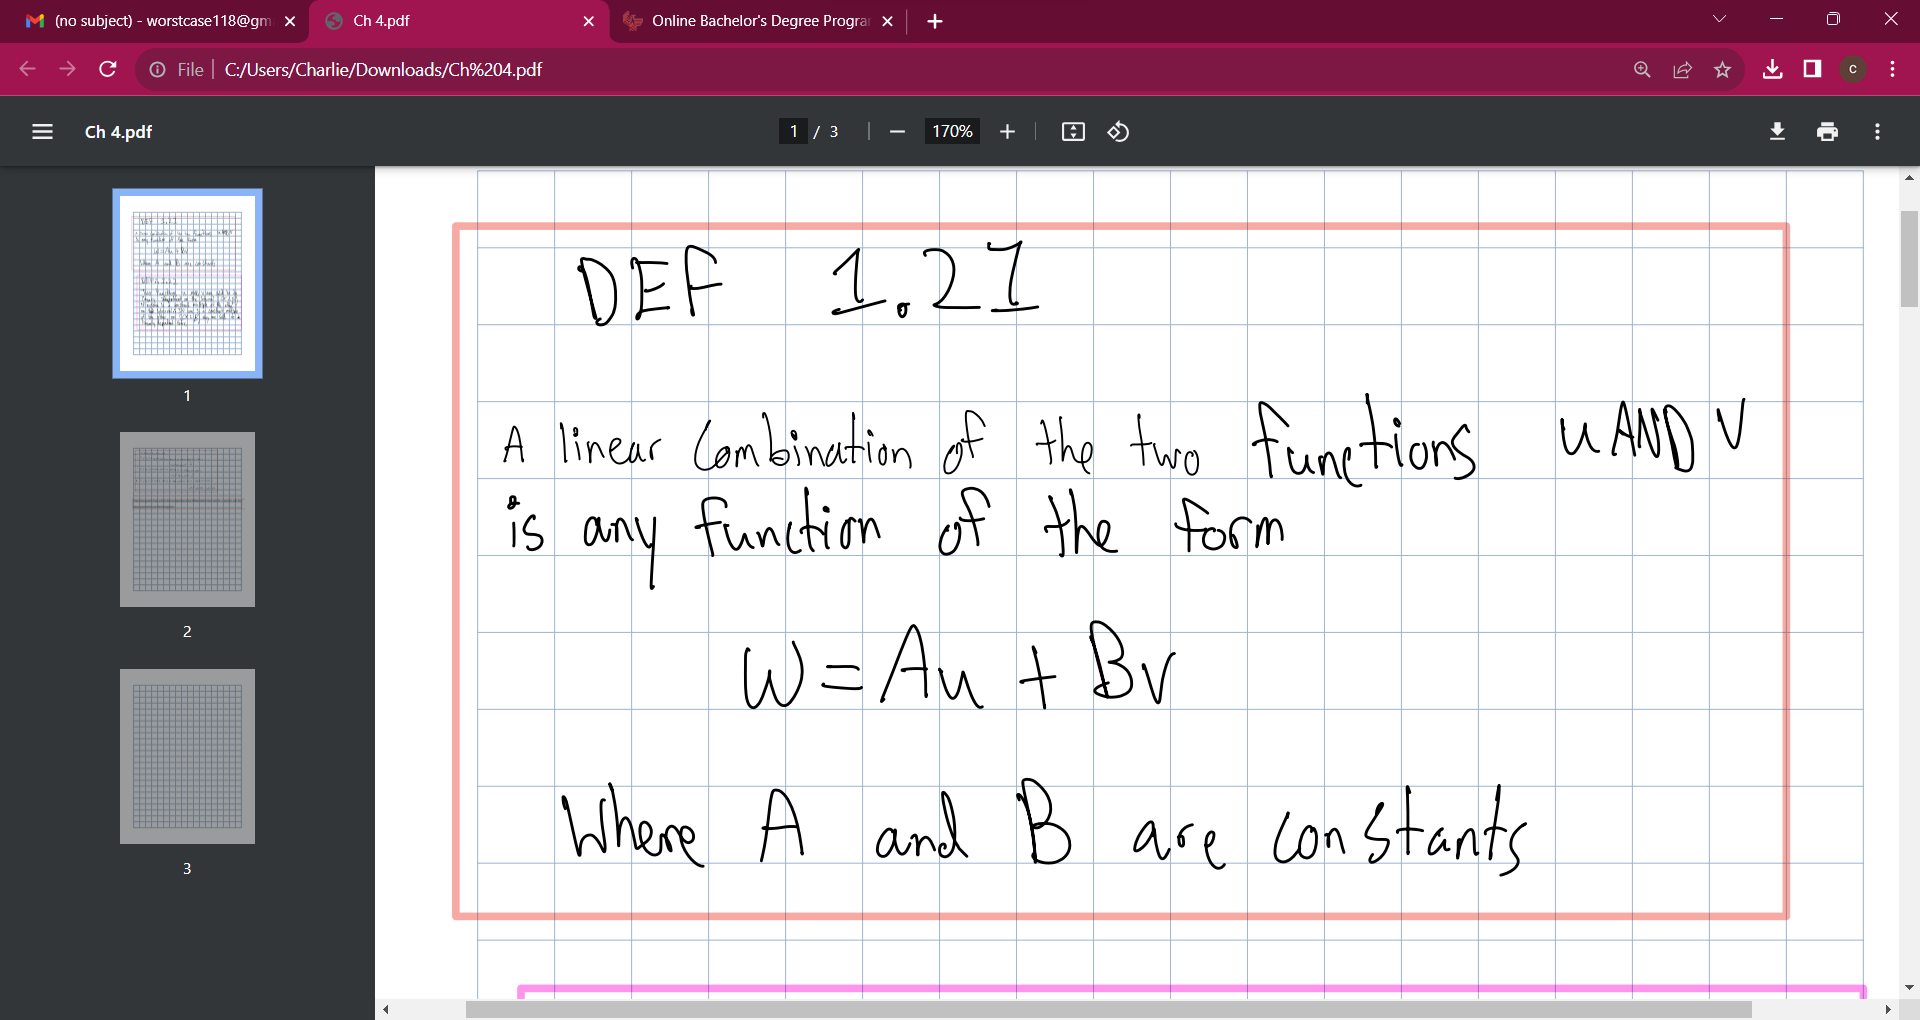 (no subject) - worstcase118@gm
Ch 4.pdf
Online Bachelor's Degree Progra
File
C:/Users/Charlie/Downloads/Ch%204.pdf
c
Ch 4.pdf
1 / 3
170%
DEF 1.21
A linear Combination of the two functions u AND V
is any function of the form
W = Au + Bv
Where A and B are constants
1
2
3